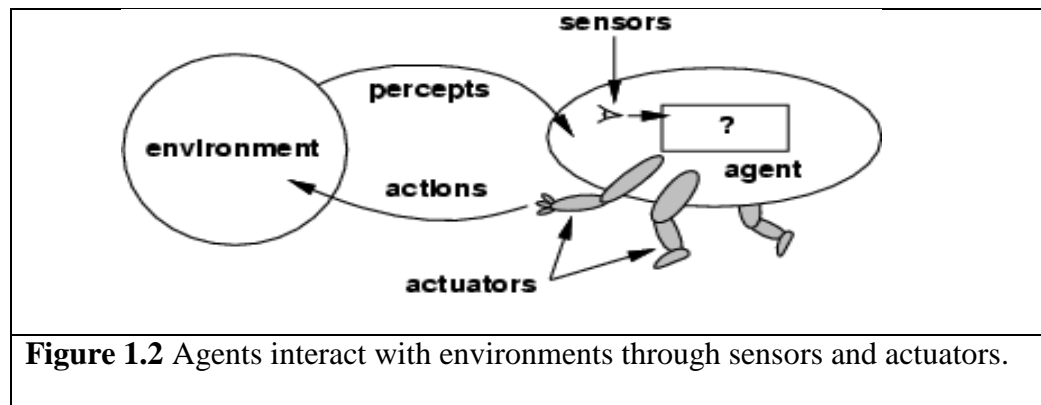 sensors
percepts
?
environment
agent
actions
actuators
Figure 1.2 Agents interact with environments through sensors and actuators.